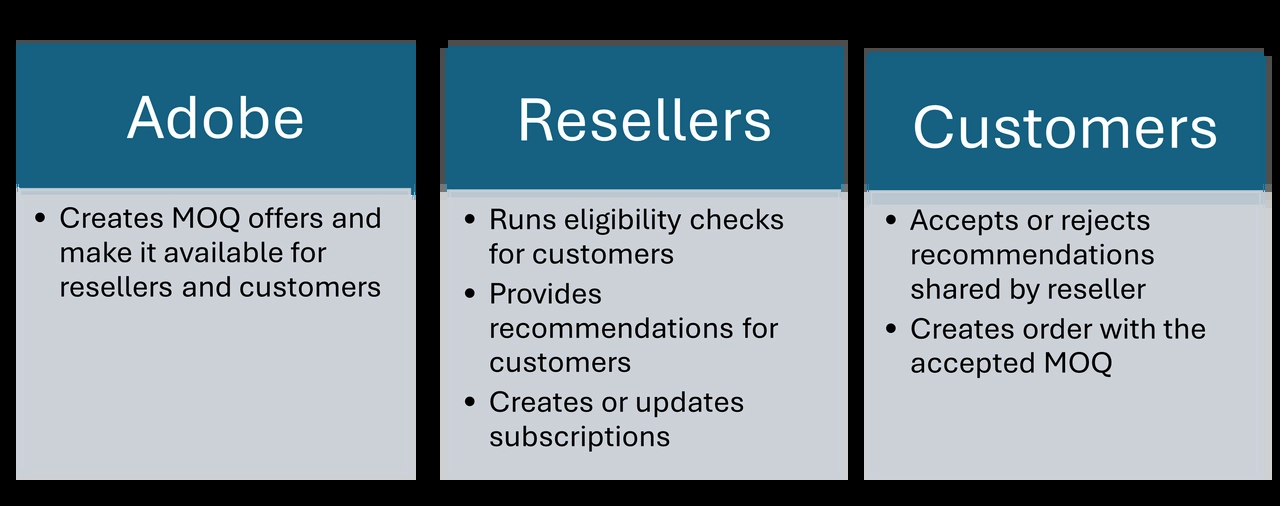 Adobe
• Creates MOQ offers and
make it available for
resellers and customers
Resellers
• Runs eligibility checks
for customers
• Provides
recommendations for
customers
• Creates or updates
subscriptions
Customers
• Accepts or rejects
recommendations
shared by reseller
• Creates order with the
accepted MOQ